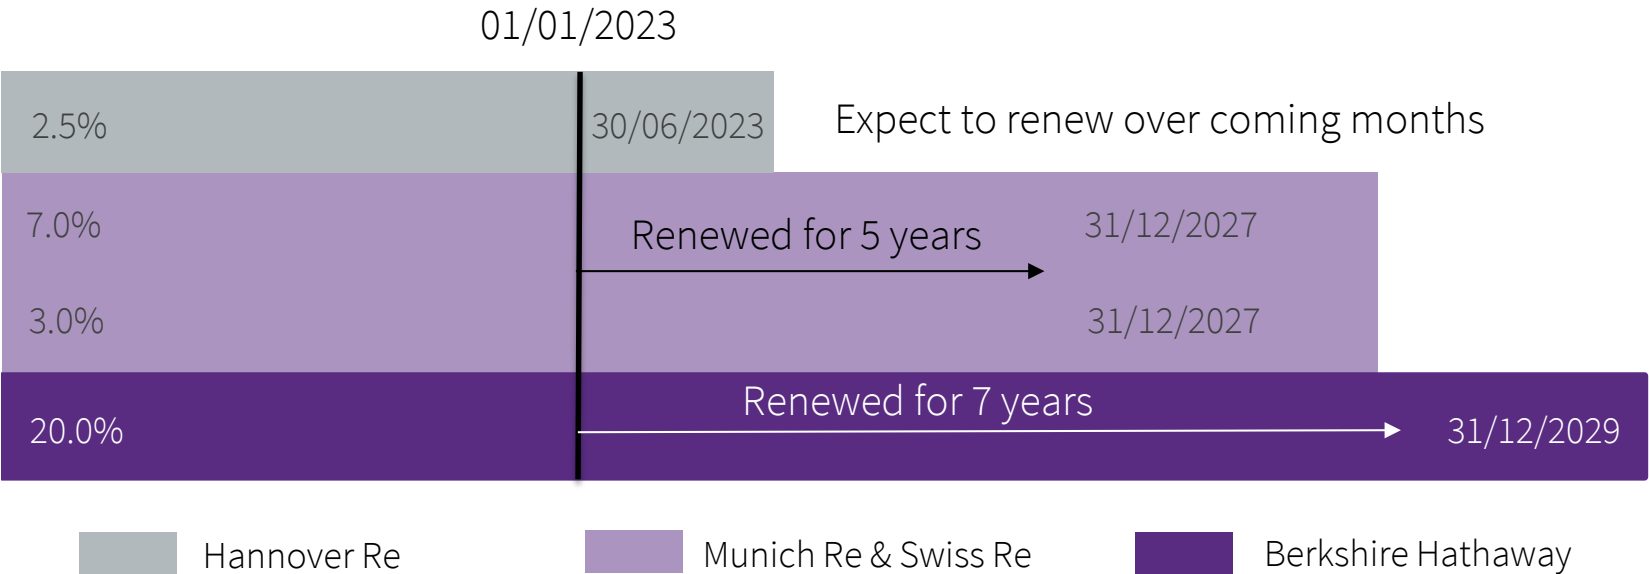 01/01/2023
2.5%
30/06/2023
Expect to renew over coming months
7.0%
Renewed for 5 years
31/12/2027
3.0%
31/12/2027
Renewed for 7 years
20.0%
31/12/2029
Hannover Re
Munich Re & Swiss Re
Berkshire Hathaway